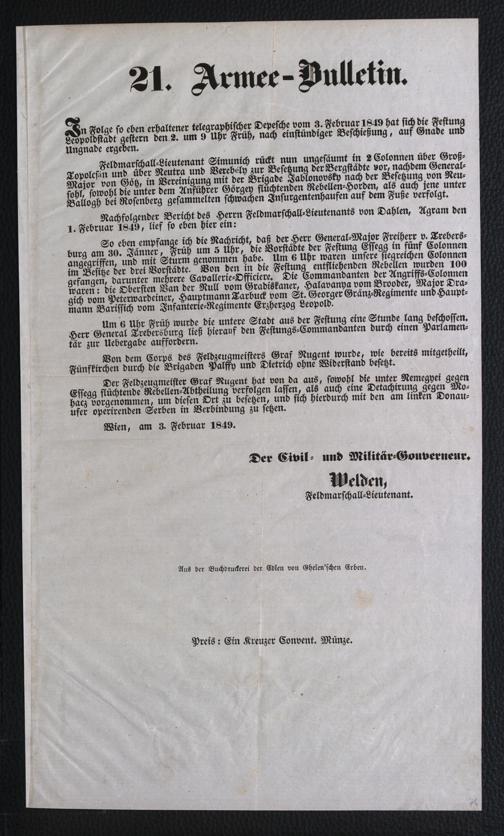 21. Armee-Bulletin.
In Folge so eben erhaltener telegraphischer Depesche vom 3. Februar 1849 hat sich die Festung
Leopoldstadt gestern den 2. um 9 Uhr Früh, nach einstündiger Beschießung, auf Gnade und
Ungnade ergeben.
Feldmarschall-Lieutenant Simunich rückt nun ungesäumt in 2 Colonnen über Groß-
Topolcsan und über Neutra und Verebely zur Besetzung der Bergstädte vor, nachdem General-
Major von Götz, in Vereinigung mit der Brigade Jablonovsky nach der Besetzung von Neu-
sohl, sowohl die unter dem Anführer Görgey flüchtenden Rebellen-Horden, als auch jene unter
Ballogh bei Rosenberg gesammelten schwachen Insurgentenhaufen auf dem Fuße verfolgt.
Nachfolgender Bericht des Herrn Feldmarschall-Lieutenants von Dahlen, Agram den
1. Februar 1849, lief so eben hier ein:
So eben empfange ich die Nachricht, daß der Herr General-Major Freiherr v. Trebers-
burg am 30. Jänner, Früh um 5 Uhr, die Vorstädte der Festung Essegg in fünf Colonnen
angegriffen, und mit Sturm genommen habe. Um 6 Uhr waren unsere siegreichen Colonnen
im Besitze der drei Vorstädte. Von den in die Festung entfliehenden Rebellen wurden 100
gefangen, darunter mehrere Cavallerie-Officiere. Die Commandanten der Angriffs-Colonnen
waren: die Obersten Van der Null vom Gradiskaner, Halavanya vom Brooder, Major Dra-
gich vom Peterwardeiner, Hauptmann Tarbuk vom St. Georger Gränz-Regimente und Haupt-
mann Barissich vom Infanterie-Regimente Erzherzog Leopold.
Um 6 Uhr Früh wurde die untere Stadt aus der Festung eine Stunde lang beschossen.
Herr General Trebersburg ließ hierauf den Festungs-Commandanten durch einen Parlamen-
tär zur Uebergabe auffordern.
Von dem Corps des Feldzeugmeisters Graf Nugent wurde, wie bereits mitgetheilt,
Fünfkirchen durch die Brigaden Palffy und Dietrich ohne Widerstand besetzt.
Der Feldzeugmeister Graf Nugent hat von da aus, sowohl die unter Nemegyei gegen
Essegg flüchtende Rebellen-Abtheilung verfolgen lassen, als auch eine Detachirung gegen Mo-
hacz vorgenommen, um diesen Ort zu besetzen, und sich hierdurch mit den am linken Donau-
ufer operirenden Serben in Verbindung zu setzen.
Wien, am 3. Februar 1849.
Der Civil- und Militär-Gouverneur.
Welden,
Feldmarschall-Lieutenant.
Aus der Buchdruckerei der Edlen von Ghelen'schen Erben.
Preis: Ein Kreuzer Convent. Münze.